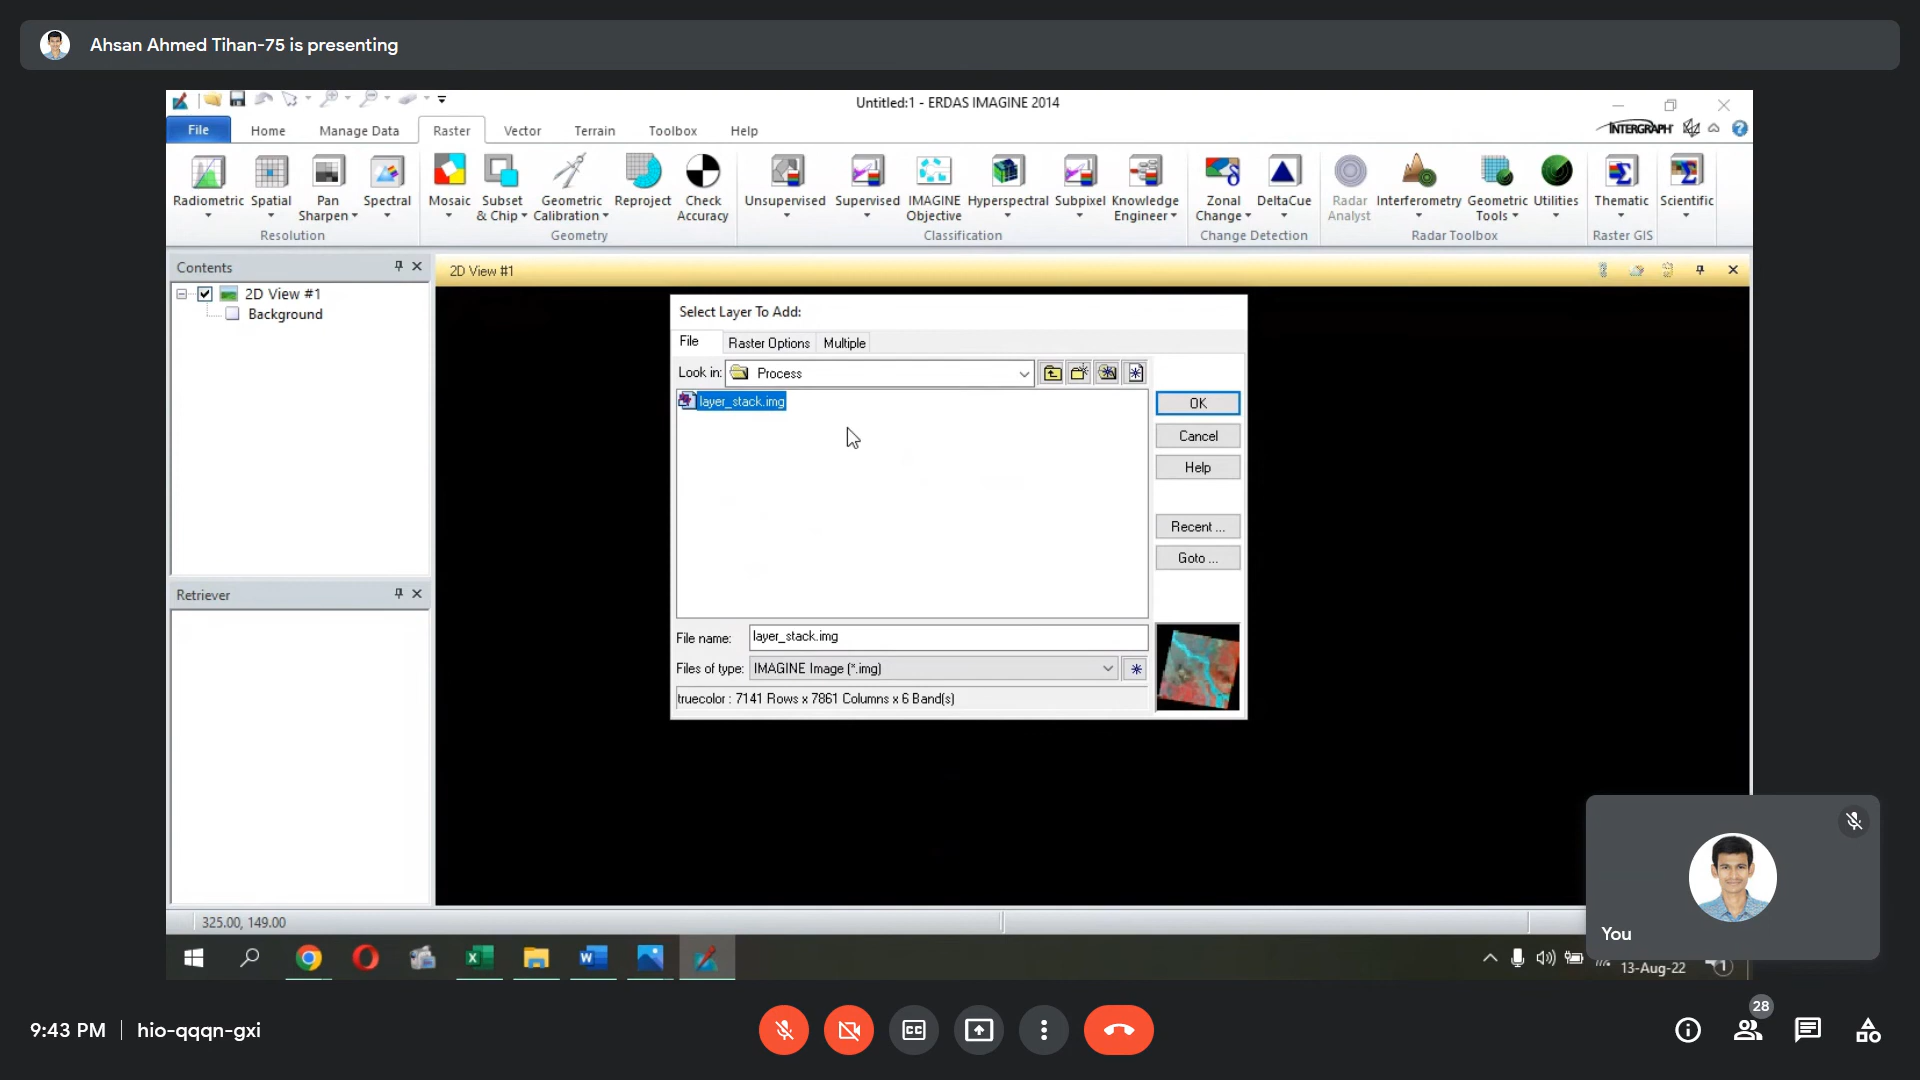 Ahsan Ahmed Tihan-75 is presenting
Untitled:1 - ERDAS IMAGINE 2014
File
Home
Manage Data
Raster
Vector
Terrain
Toolbox
Help
INTERGRAPH
Radiometric
Spatial
Pan
Sharpen
Spectral
Resolution
Mosaic
Subset
& Chip
Geometric
Calibration
Reproject
Check
Accuracy
Geometry
Unsupervised
Supervised
IMAGINE
Objective
Hyperspectral
Subpixel
Knowledge
Engineer
Classification
Zonal
Change
DeltaCue
Change Detection
Radar
Analyst
Interferometry
Geometric
Tools
Utilities
Radar Toolbox
Thematic
Raster GIS
Scientific
Contents
2D View #1
Background
Retriever
2D View #1
Select Layer To Add:
File
Raster Options
Multiple
Look in:
Process
layer_stack.img
OK
Cancel
Help
Recent ...
Goto ...
File name:
layer_stack.img
Files of type:
IMAGINE Image (*.img)
truecolor : 7141 Rows x 7861 Columns x 6 Band(s)
325.00, 149.00
13-Aug-22
1
You
9:43 PM
hio-qqqn-gxi
CC
28